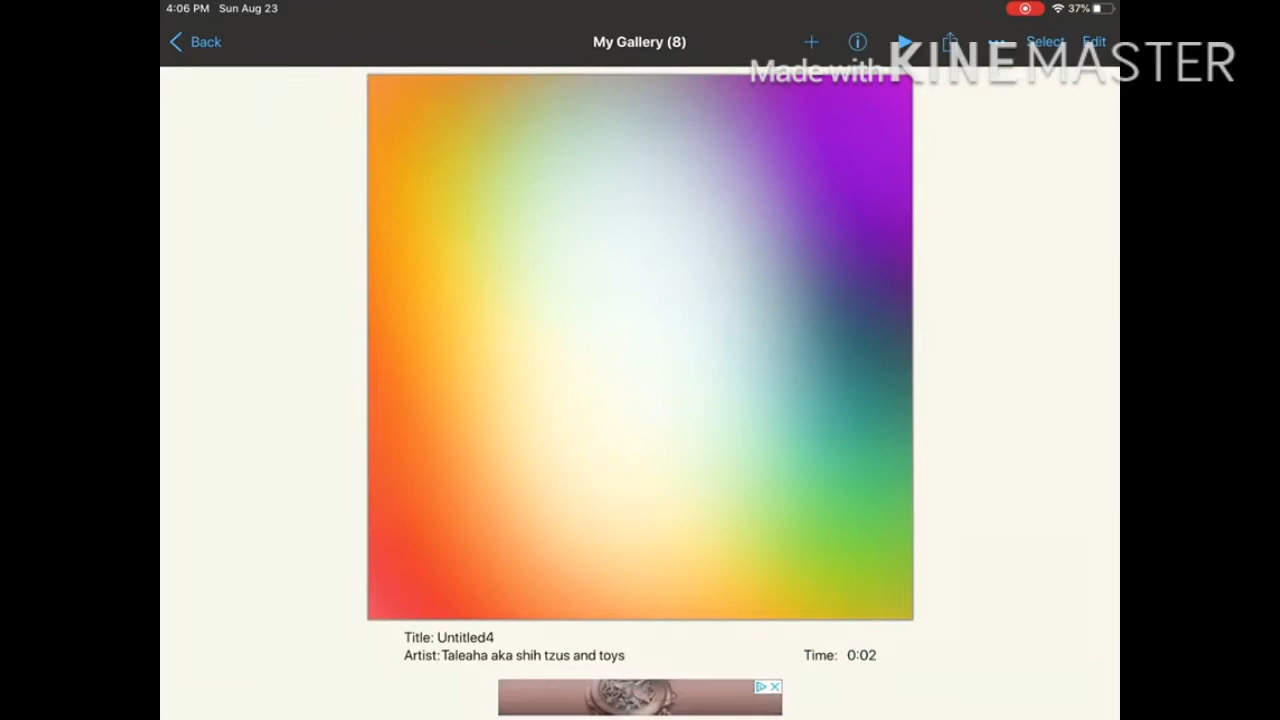 4:06 PM Sun Aug 23
37%
Back
My Gallery (8)
Select
Edit
Made with KINEMASTER
Title: Untitled4
Artist: Taleaha aka shih tzus and toys
Time: 0:02